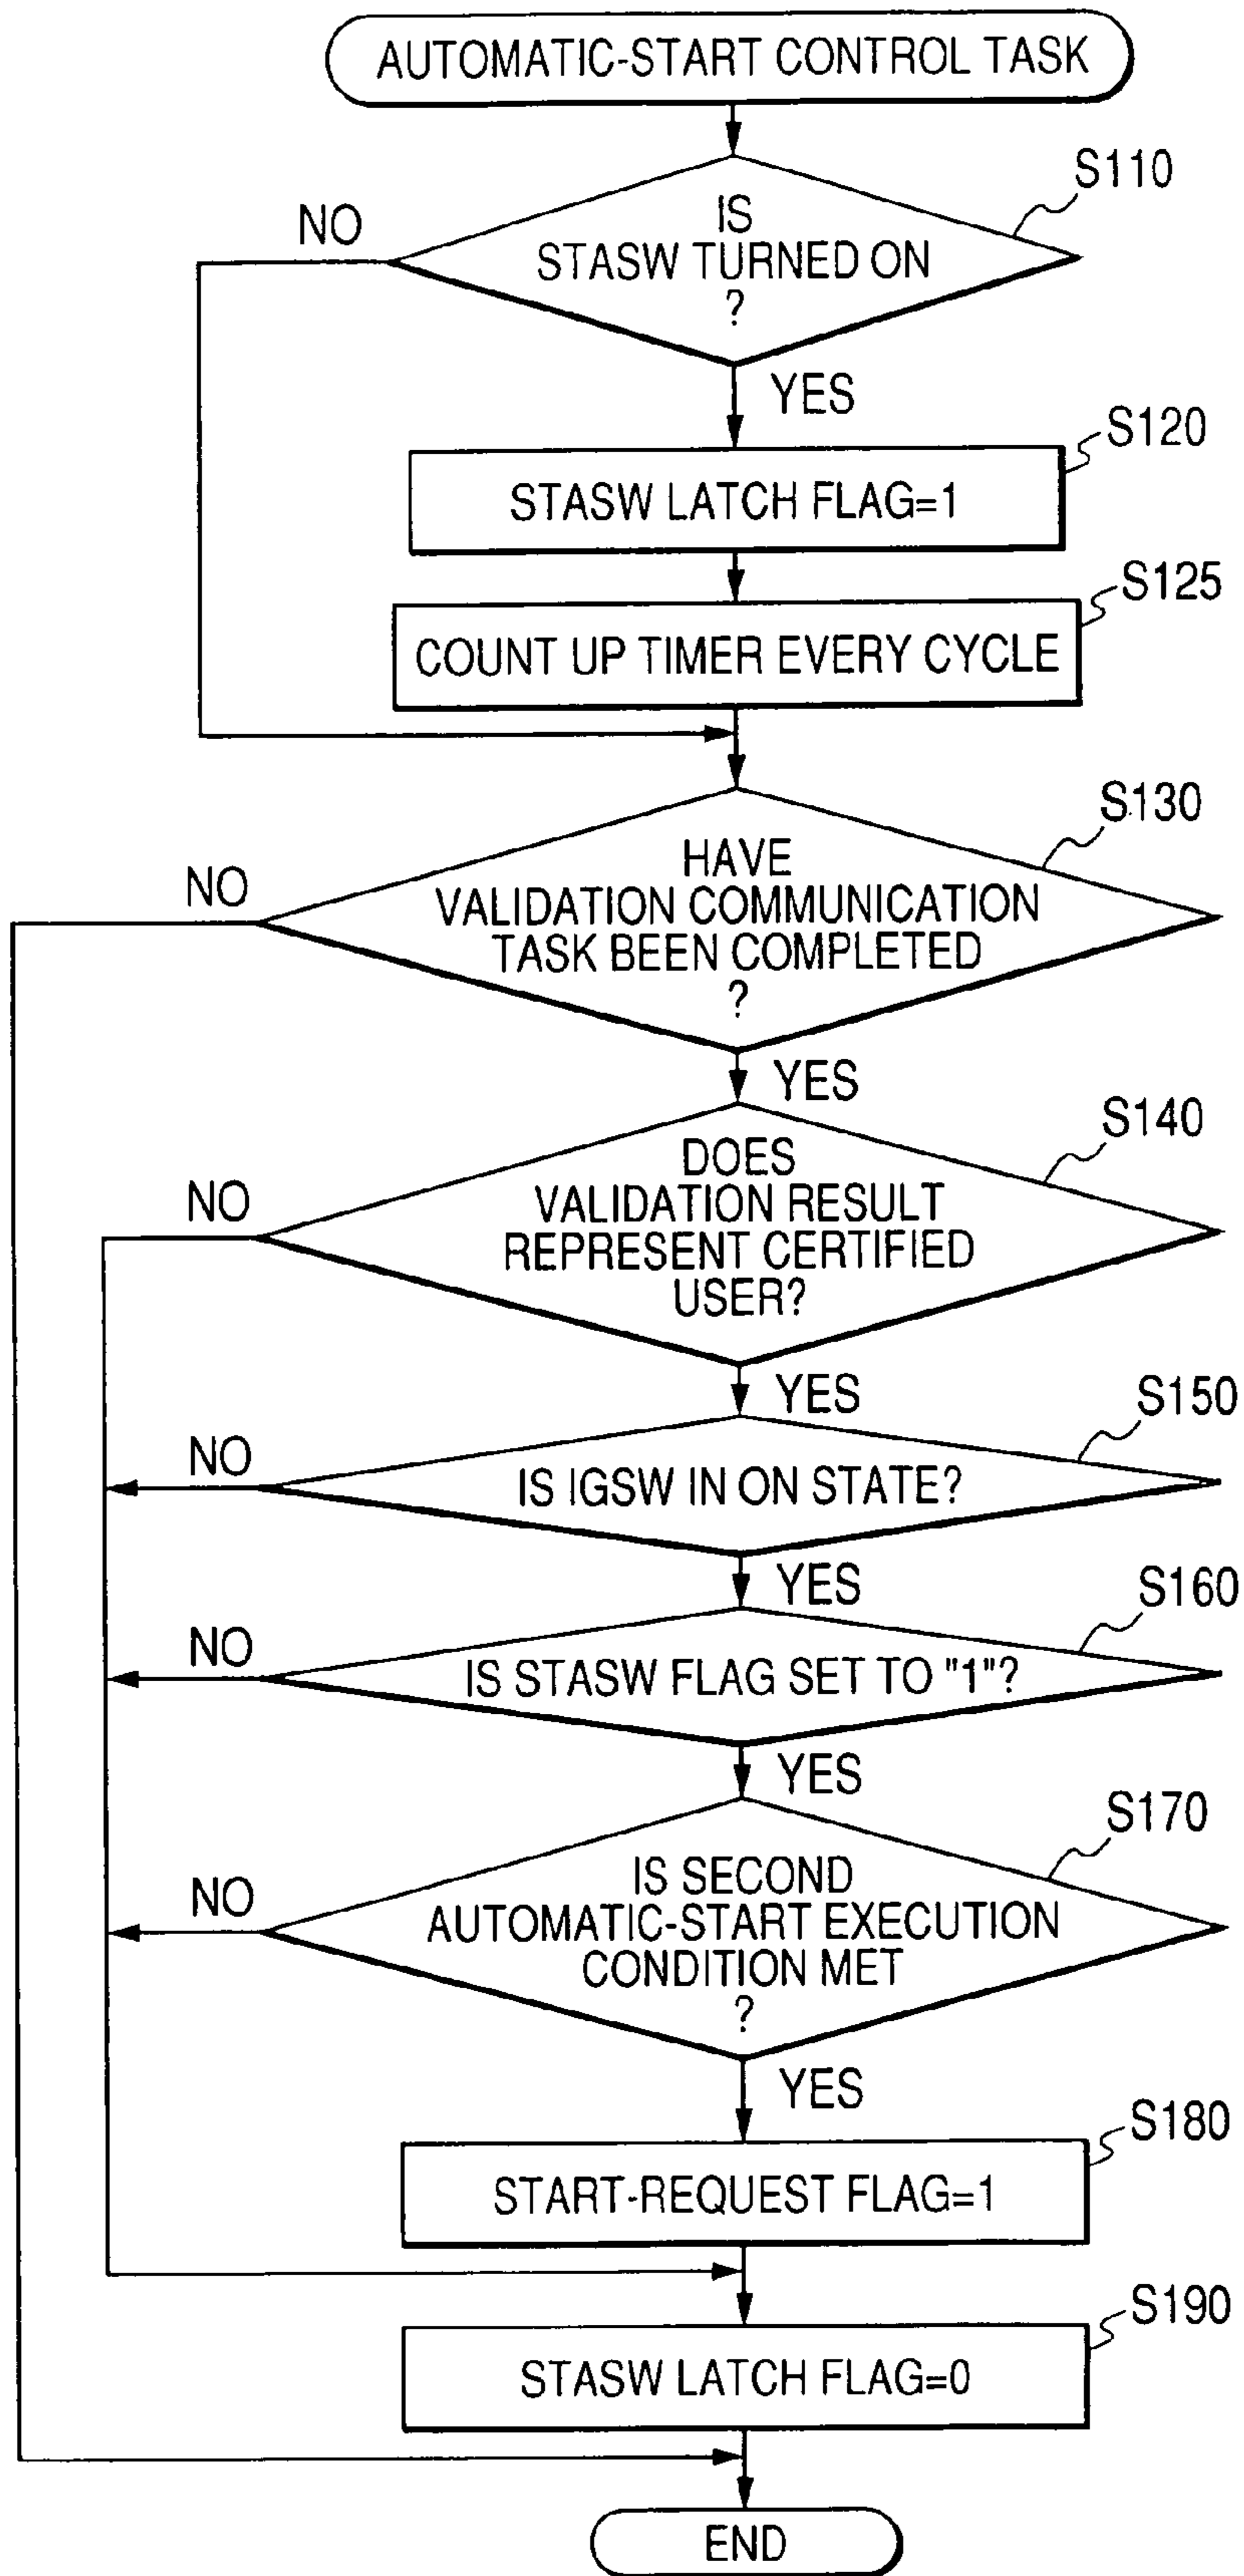 AUTOMATIC-START CONTROL TASK
S110
NO
IS
STASW TURNED ON
?
YES
S120
STASW LATCH FLAG=1
S125
COUNT UP TIMER EVERY CYCLE
S130
NO
HAVE
VALIDATION COMMUNICATION
TASK BEEN COMPLETED
?
YES
S140
NO
DOES
VALIDATION RESULT
REPRESENT CERTIFIED
USER?
YES
S150
NO
IS IGSW IN ON STATE?
YES
S160
NO
IS STASW FLAG SET TO "1"?
YES
S170
NO
IS SECOND
AUTOMATIC-START EXECUTION
CONDITION MET
?
YES
S180
START-REQUEST FLAG=1
S190
STASW LATCH FLAG=0
END